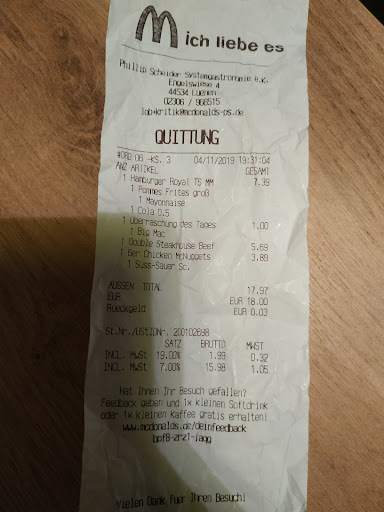 M ich liebe es
Phillip Scheider Systemgastronomie e.K.
Engelswiese 4
44534 Luenen
02306 / 966515
lob+kritik@mcdonalds-ps.de
QUITTUNG
#ORD 06 -KS. 3 04/11/2019 19:31:04
ANZ ARTIKEL GESAMT
1 Hamburger Royal TS MM 7.39
1 Pommes Frites groß
1 Mayonnaise
1 Cola 0,5
1 Überraschung des Tages 1.00
1 Big Mac
1 Double Steakhouse Beef 5.69
1 6er Chicken McNuggets 3.89
1 Süss-Sauer Sc.
AUSSEN TOTAL 17.97
EUR EUR 18.00
Rueckgeld EUR 0.03
St.Nr./UStIDNr. 200102698
SATZ BRUTTO MWST
INCL. MwSt 19.00% 1.99 0.32
INCL. MwSt 7.00% 15.98 1.05
Hat Ihnen Ihr Besuch gefallen?
Feedback geben und 1x kleinen Softdrink
oder 1x kleinen Kaffee gratis erhalten!
www.mcdonalds.de/deinfeedback
Vielen Dank fuer Ihren Besuch!